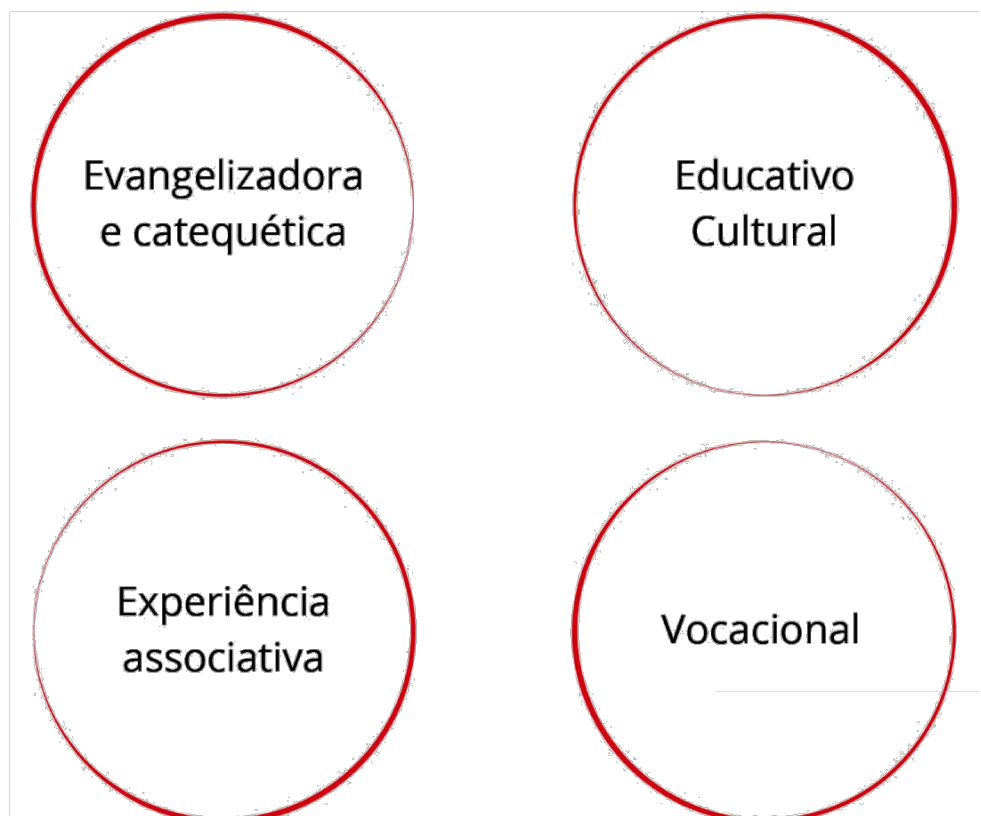 Evangelizadora
e catequética
Educativo
Cultural
Experiência
associativa
Vocacional